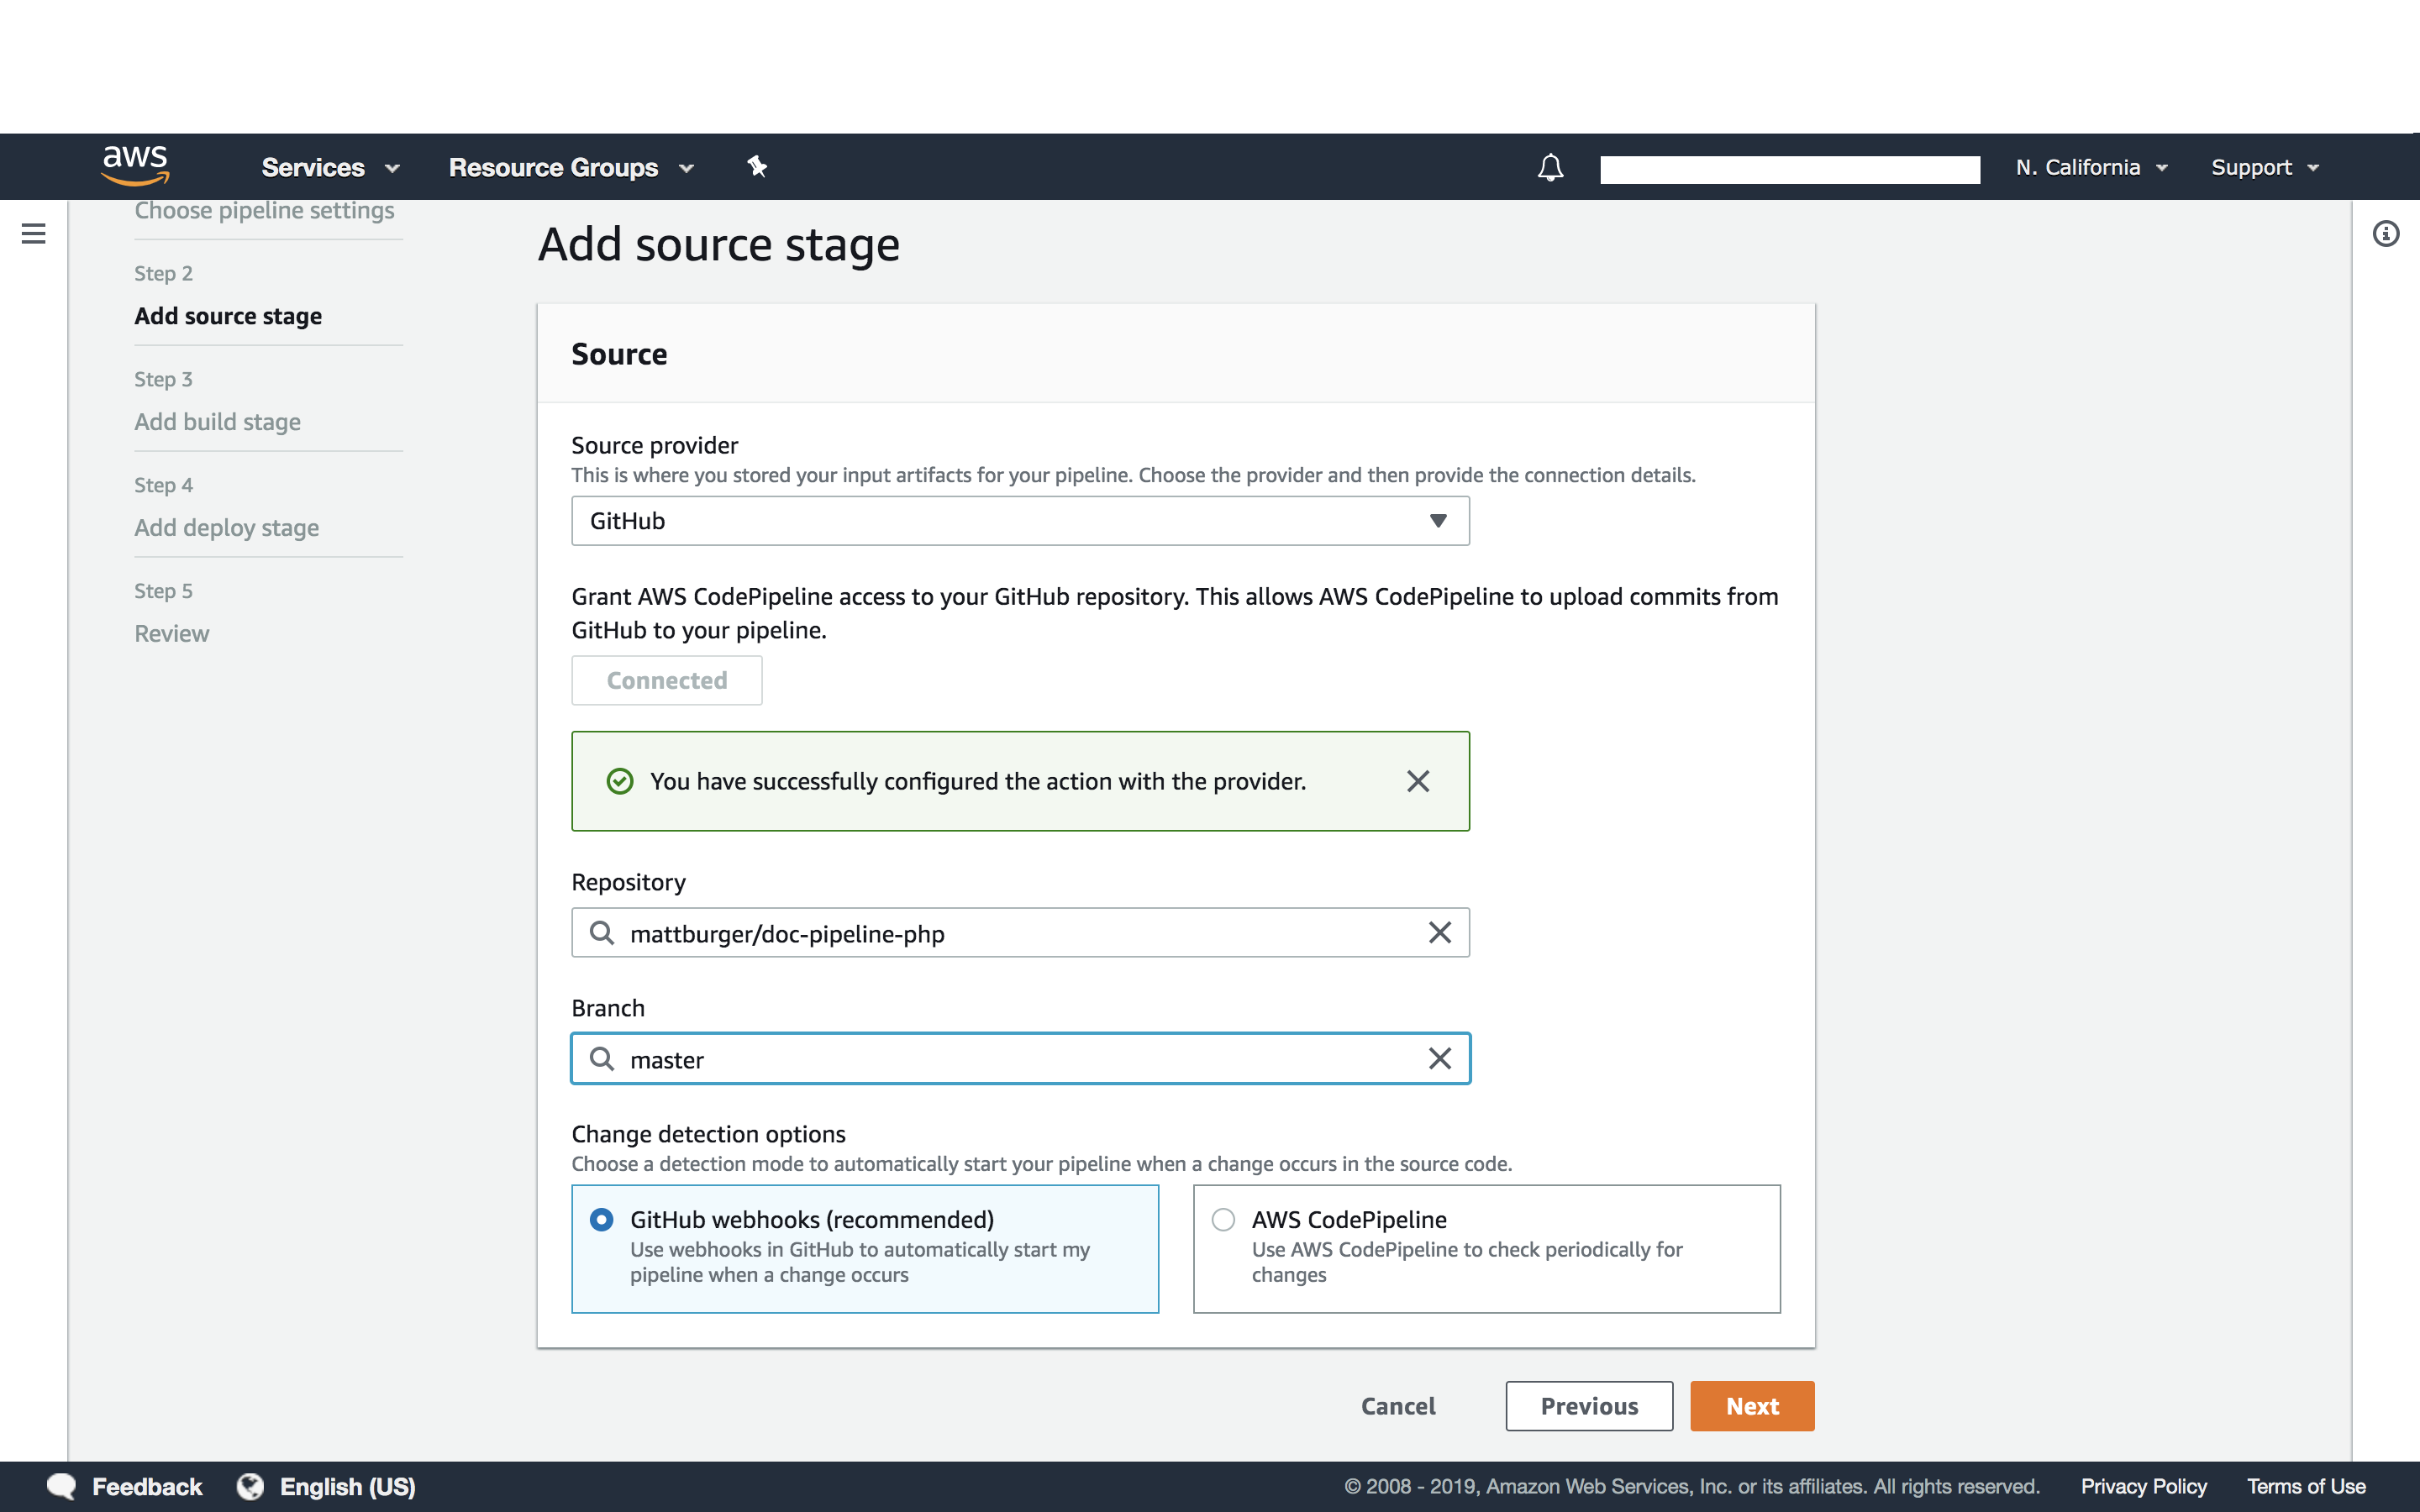 aws
Services
Resource Groups
N. California
Support
Choose pipeline settings
Step 2
Add source stage
Step 3
Add build stage
Step 4
Add deploy stage
Step 5
Review
Add source stage
Source
Source provider
This is where you stored your input artifacts for your pipeline. Choose the provider and then provide the connection details.
GitHub
Grant AWS CodePipeline access to your GitHub repository. This allows AWS CodePipeline to upload commits from
GitHub to your pipeline.
Connected
You have successfully configured the action with the provider.
Repository
mattburger/doc-pipeline-php
Branch
master
Change detection options
Choose a detection mode to automatically start your pipeline when a change occurs in the source code.
GitHub webhooks (recommended)
Use webhooks in GitHub to automatically start my
pipeline when a change occurs
AWS CodePipeline
Use AWS CodePipeline to check periodically for
changes
Cancel
Previous
Next
Feedback
English (US)
© 2008 - 2019, Amazon Web Services, Inc. or its affiliates. All rights reserved.
Privacy Policy
Terms of Use